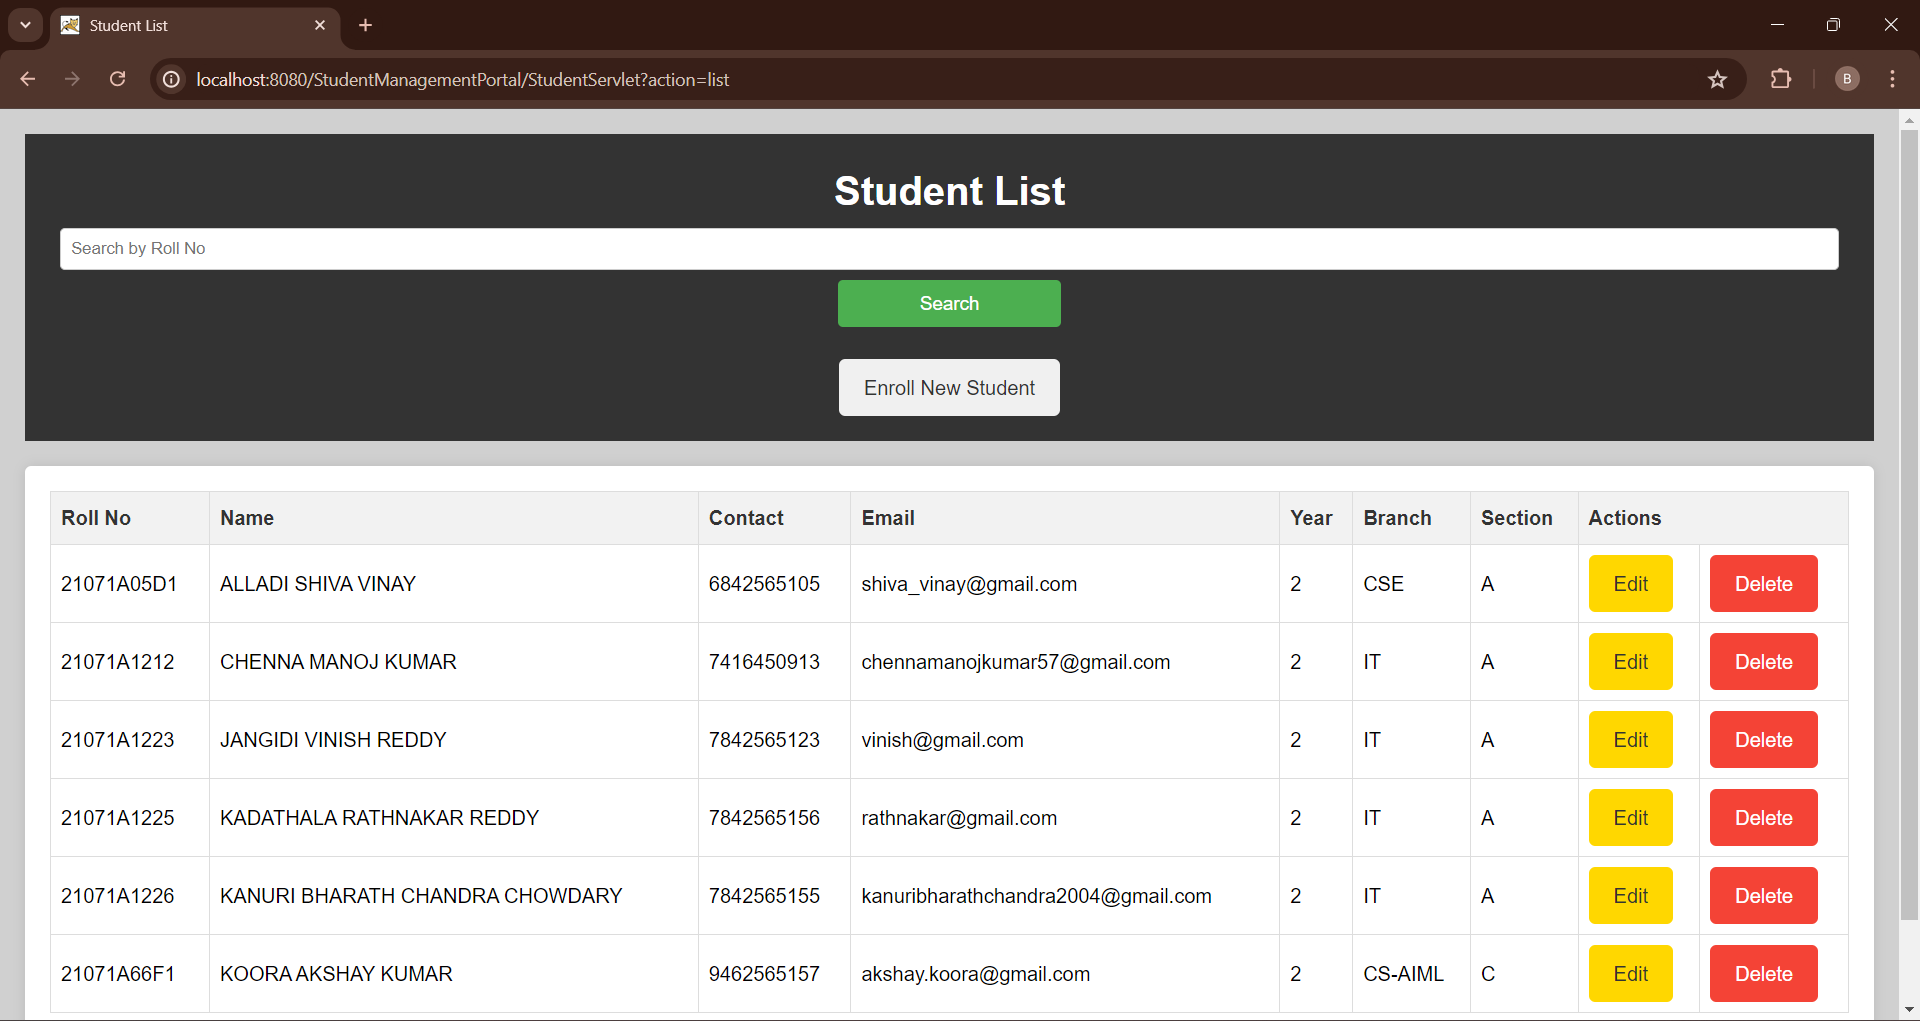 Student List
localhost:8080/StudentManagementPortal/StudentServlet?action=list
B
Student List
Search by Roll No
Search
Enroll New Student
Roll No Name Contact Email Year Branch Section Actions
21071A05D1 ALLADI SHIVA VINAY 6842565105 shiva_vinay@gmail.com 2 CSE A Edit Delete
21071A1212 CHENNA MANOJ KUMAR 7416450913 chennamanojkumar57@gmail.com 2 IT A Edit Delete
21071A1223 JANGIDI VINISH REDDY 7842565123 vinish@gmail.com 2 IT A Edit Delete
21071A1225 KADATHALA RATHNAKAR REDDY 7842565156 rathnakar@gmail.com 2 IT A Edit Delete
21071A1226 KANURI BHARATH CHANDRA CHOWDARY 7842565155 kanuribharathchandra2004@gmail.com 2 IT A Edit Delete
21071A66F1 KOORA AKSHAY KUMAR 9462565157 akshay.koora@gmail.com 2 CS-AIML C Edit Delete